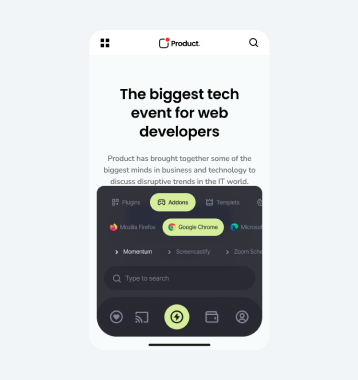 Product.
The biggest tech
event for web
developers
Product has brought together some of the
biggest minds in business and technology to
discuss disruptive trends in the IT world.
Plugins Addons Templets
Mozilla Firefox Google Chrome Microsof
Momentum Screencastify Zoom Sche
Type to search